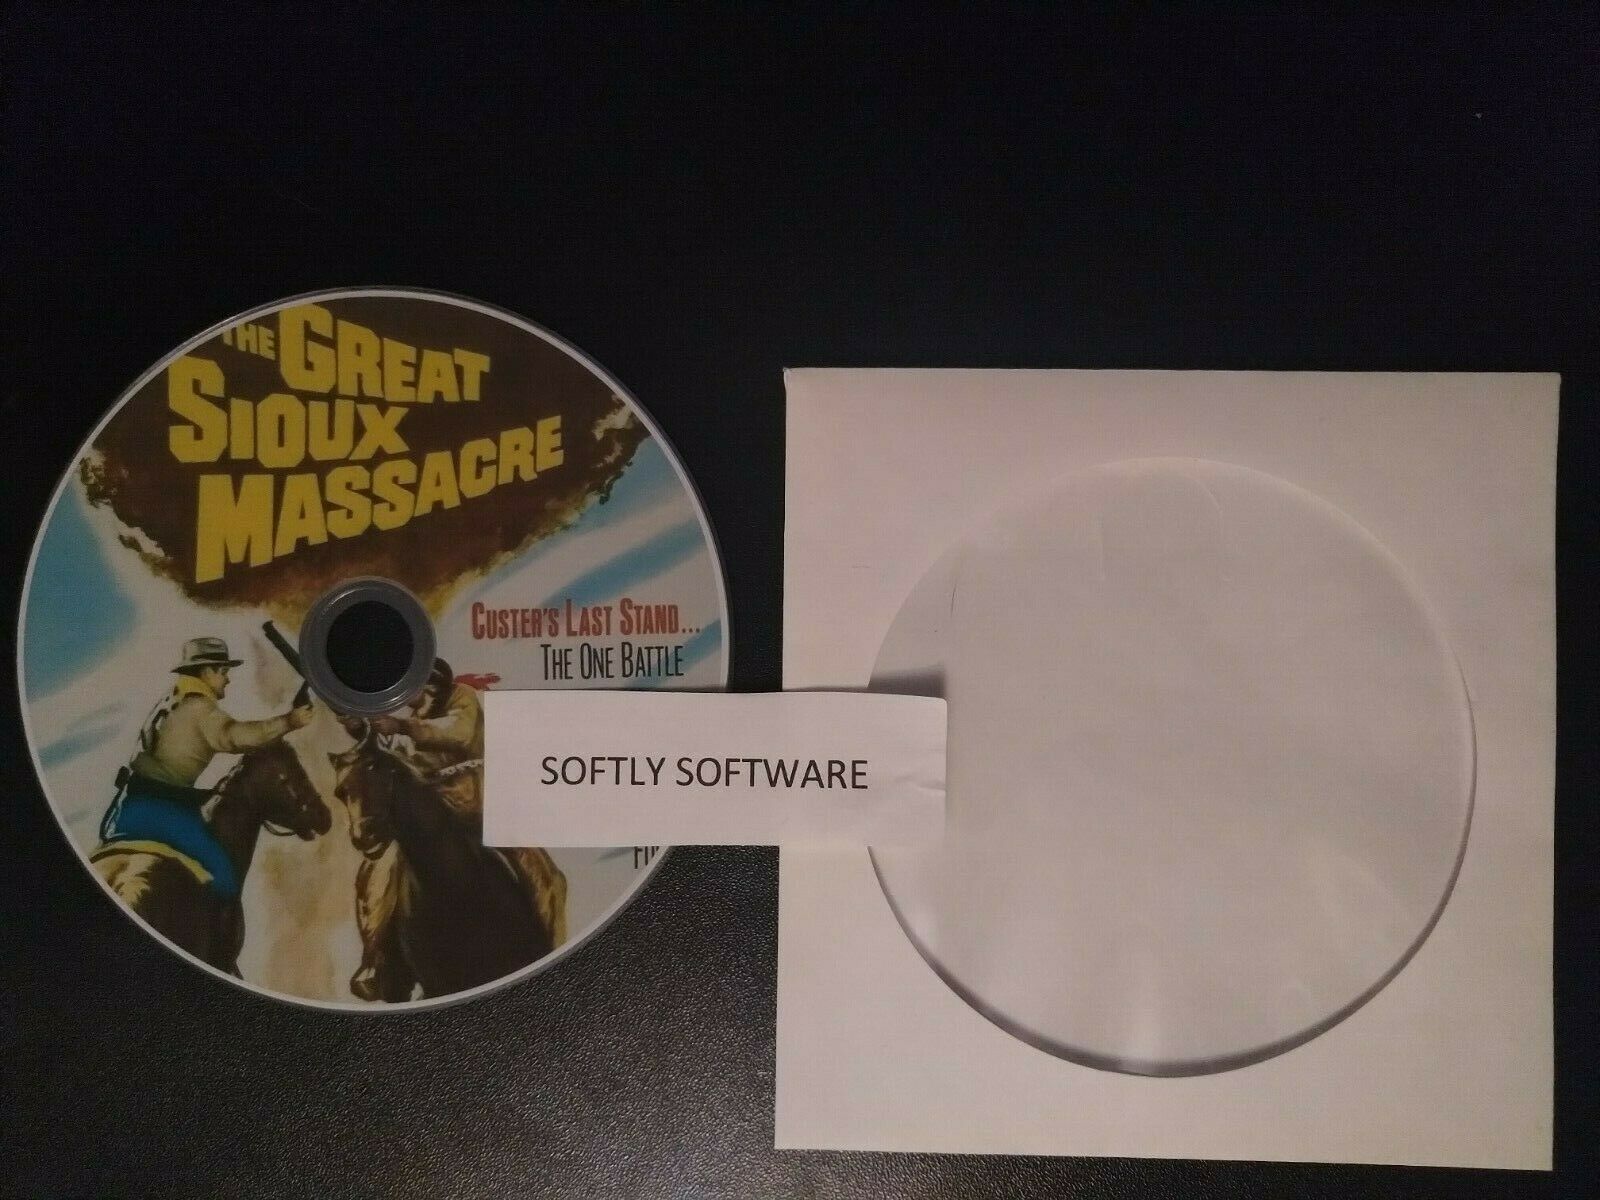 THE GREAT
SIOUX
MASSACRE
CUSTER'S LAST STAND...
THE ONE BATTLE
SOFTLY SOFTWARE